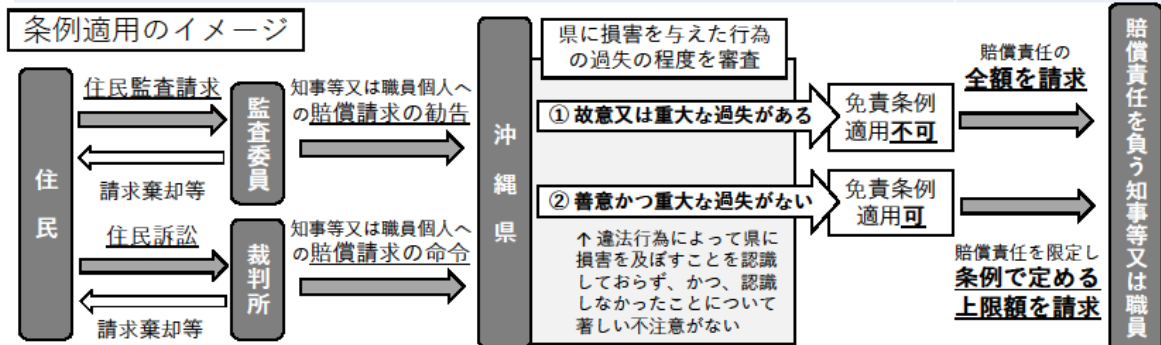 条例適用のイメージ
住民
住民監査請求
請求棄却等
住民訴訟
請求棄却等
監査委員
裁判所
知事等又は職員個人へ
の賠償請求の勧告
知事等又は職員個人へ
の賠償請求の命令
沖縄県
県に損害を与えた行為
の過失の程度を審査
① 故意又は重大な過失がある
② 善意かつ重大な過失がない
↑ 違法行為によって県に
損害を及ぼすことを認識
しておらず、かつ、認識
しなかったことについて
著しい不注意がない
免責条例
適用不可
免責条例
適用可
賠償責任の
全額を請求
賠償責任を限定し
条例で定める
上限額を請求
賠償責任を負う知事等又は職員